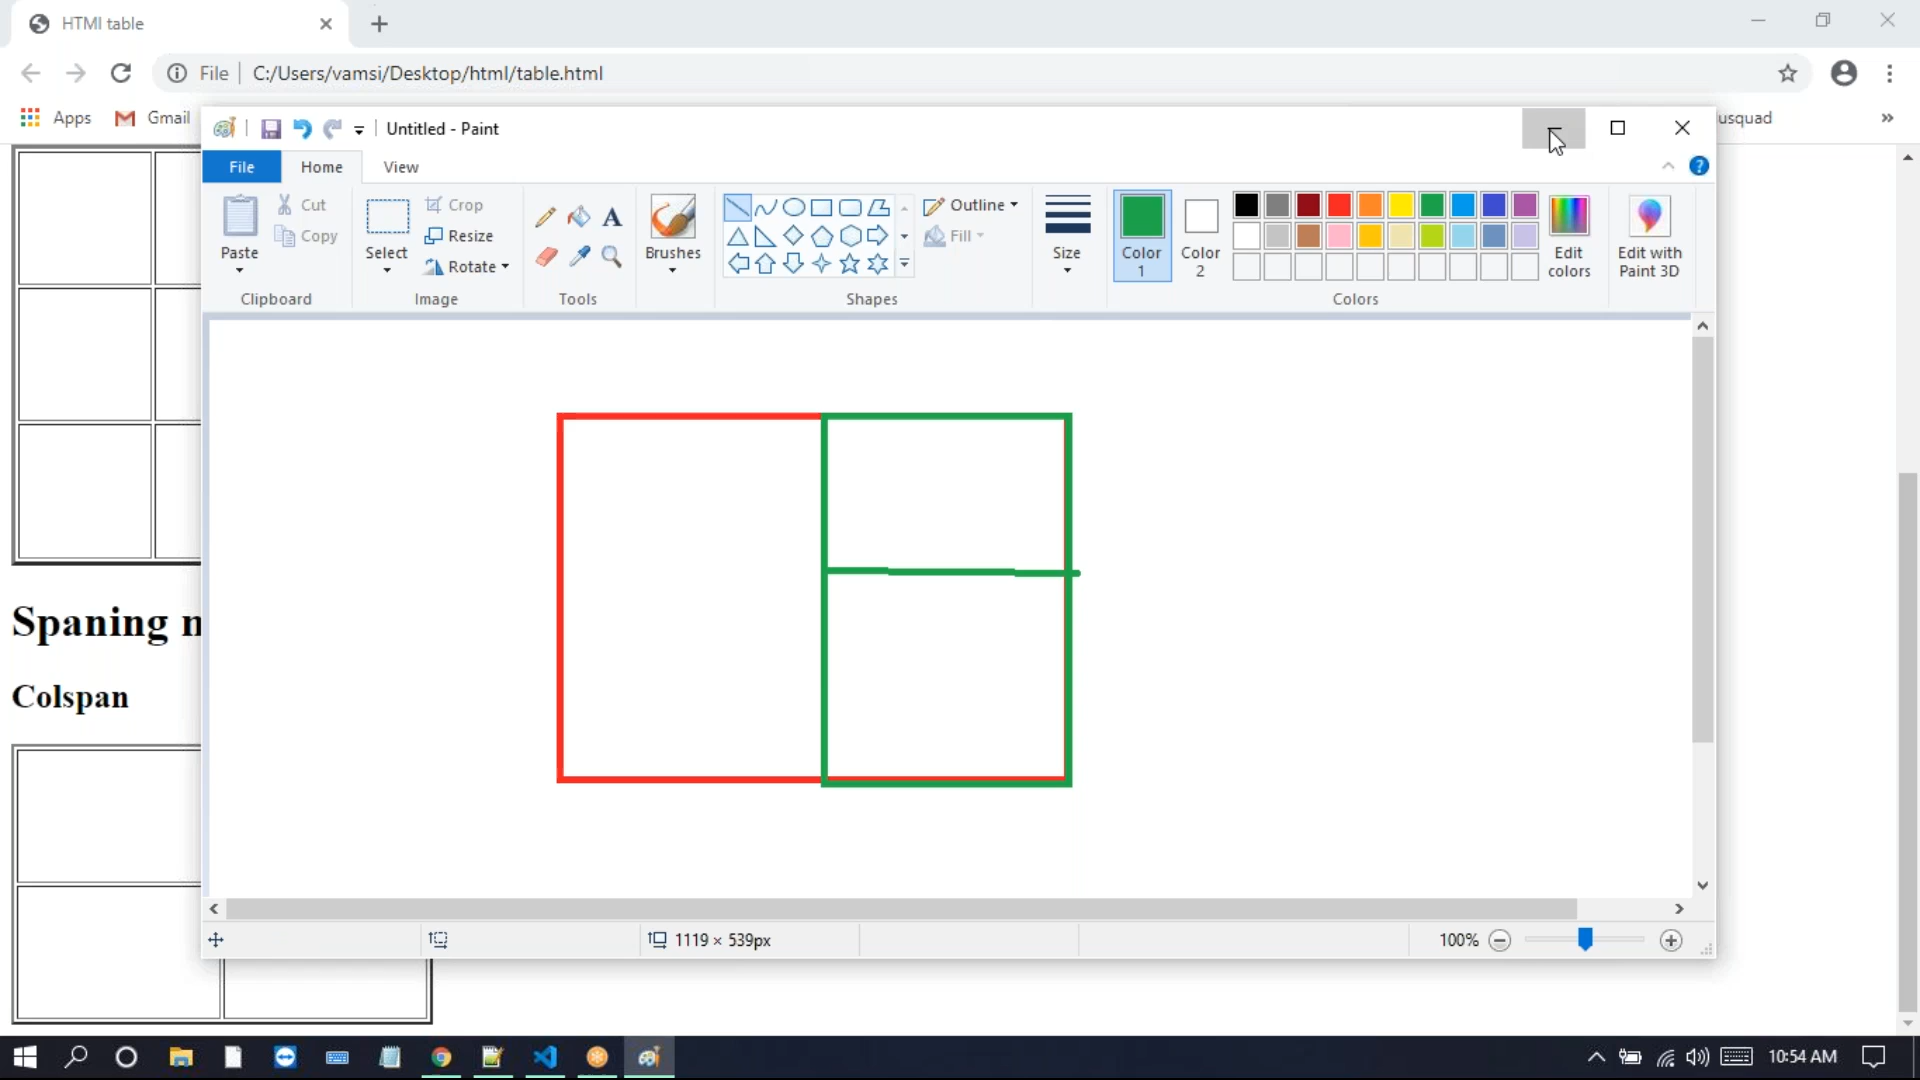 HTMl table
File C:/Users/vamsi/Desktop/html/table.html
Apps Gmail usquad »
Untitled - Paint
File Home View
Paste
Cut
Copy
Clipboard
Select
Crop
Resize
Rotate
Image
A
Tools
Brushes
Shapes
Outline
Fill
Size
Color
1
Color
2
Colors
Edit
colors
Edit with
Paint 3D
Spaning n
Colspan
1119 × 539px
100%
10:54 AM